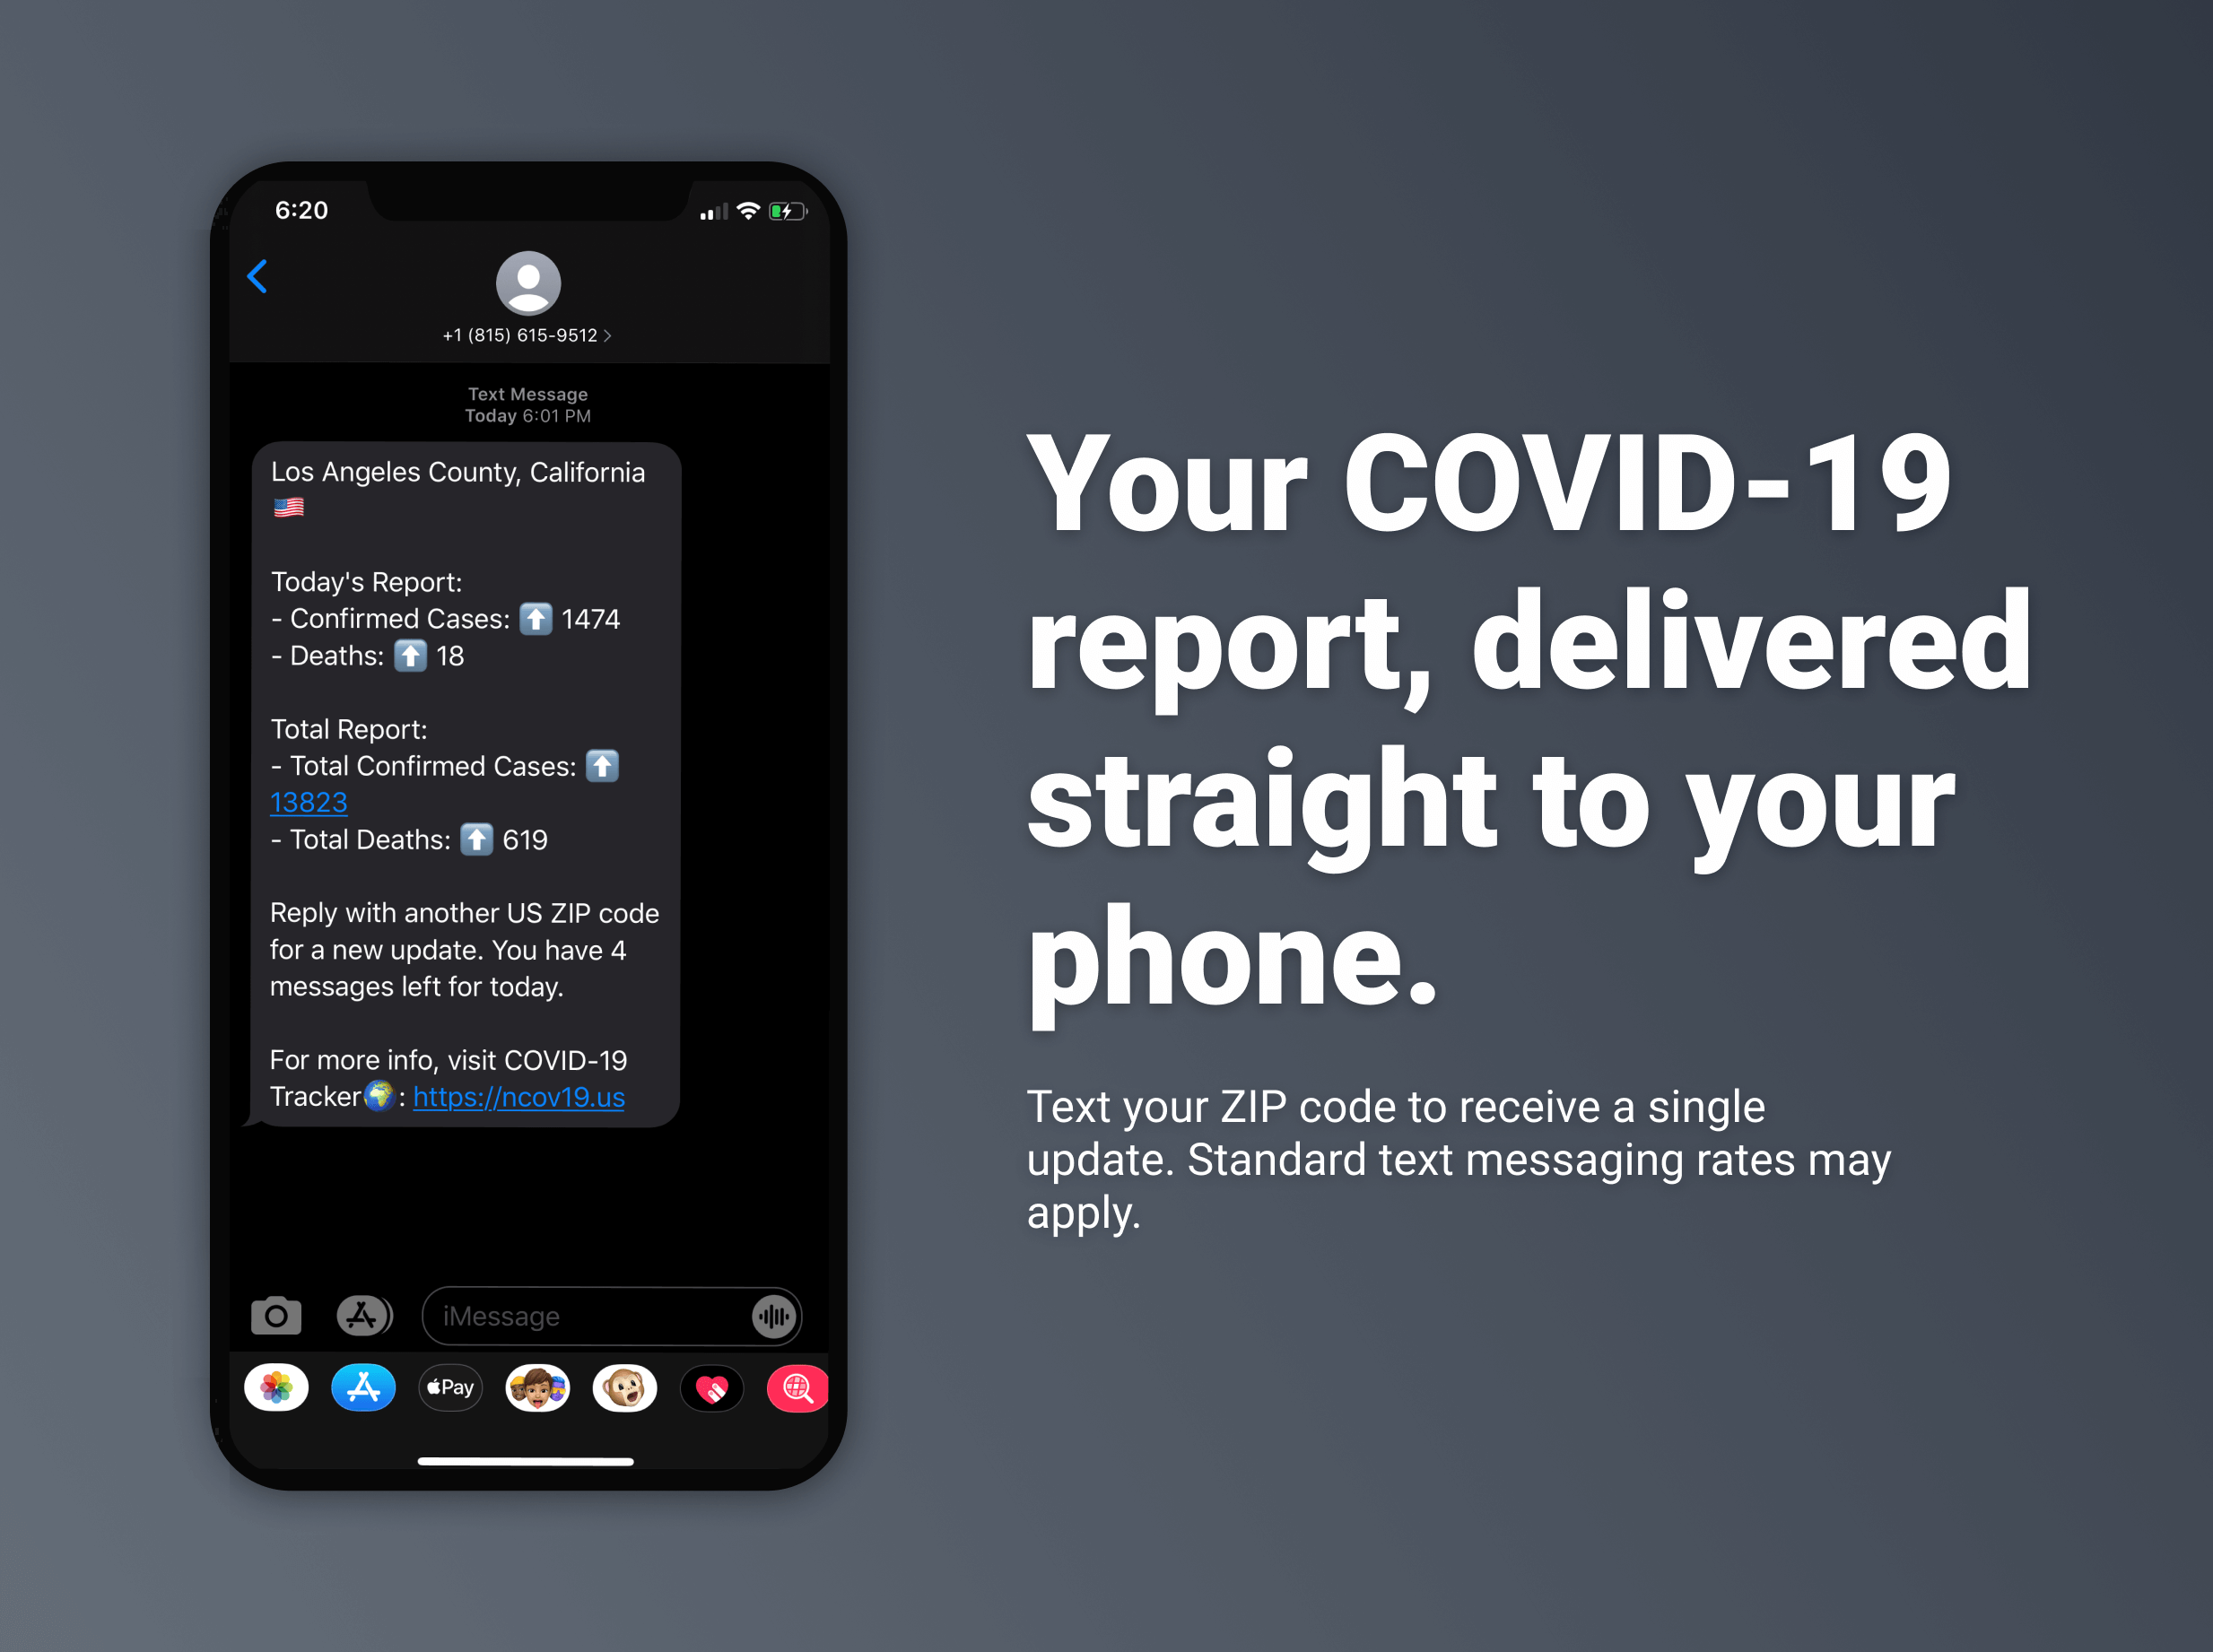 6:20
+1 (815) 615-9512 >
Text Message
Today 6:01 PM
Los Angeles County, California
🇺🇸
Today's Report:
- Confirmed Cases: ⬆️ 1474
- Deaths: ⬆️ 18
Total Report:
- Total Confirmed Cases: ⬆️
13823
- Total Deaths: ⬆️ 619
Reply with another US ZIP code
for a new update. You have 4
messages left for today.
For more info, visit COVID-19
Tracker🌍: https://ncov19.us
iMessage
Pay
Your COVID-19
report, delivered
straight to your
phone.
Text your ZIP code to receive a single
update. Standard text messaging rates may
apply.